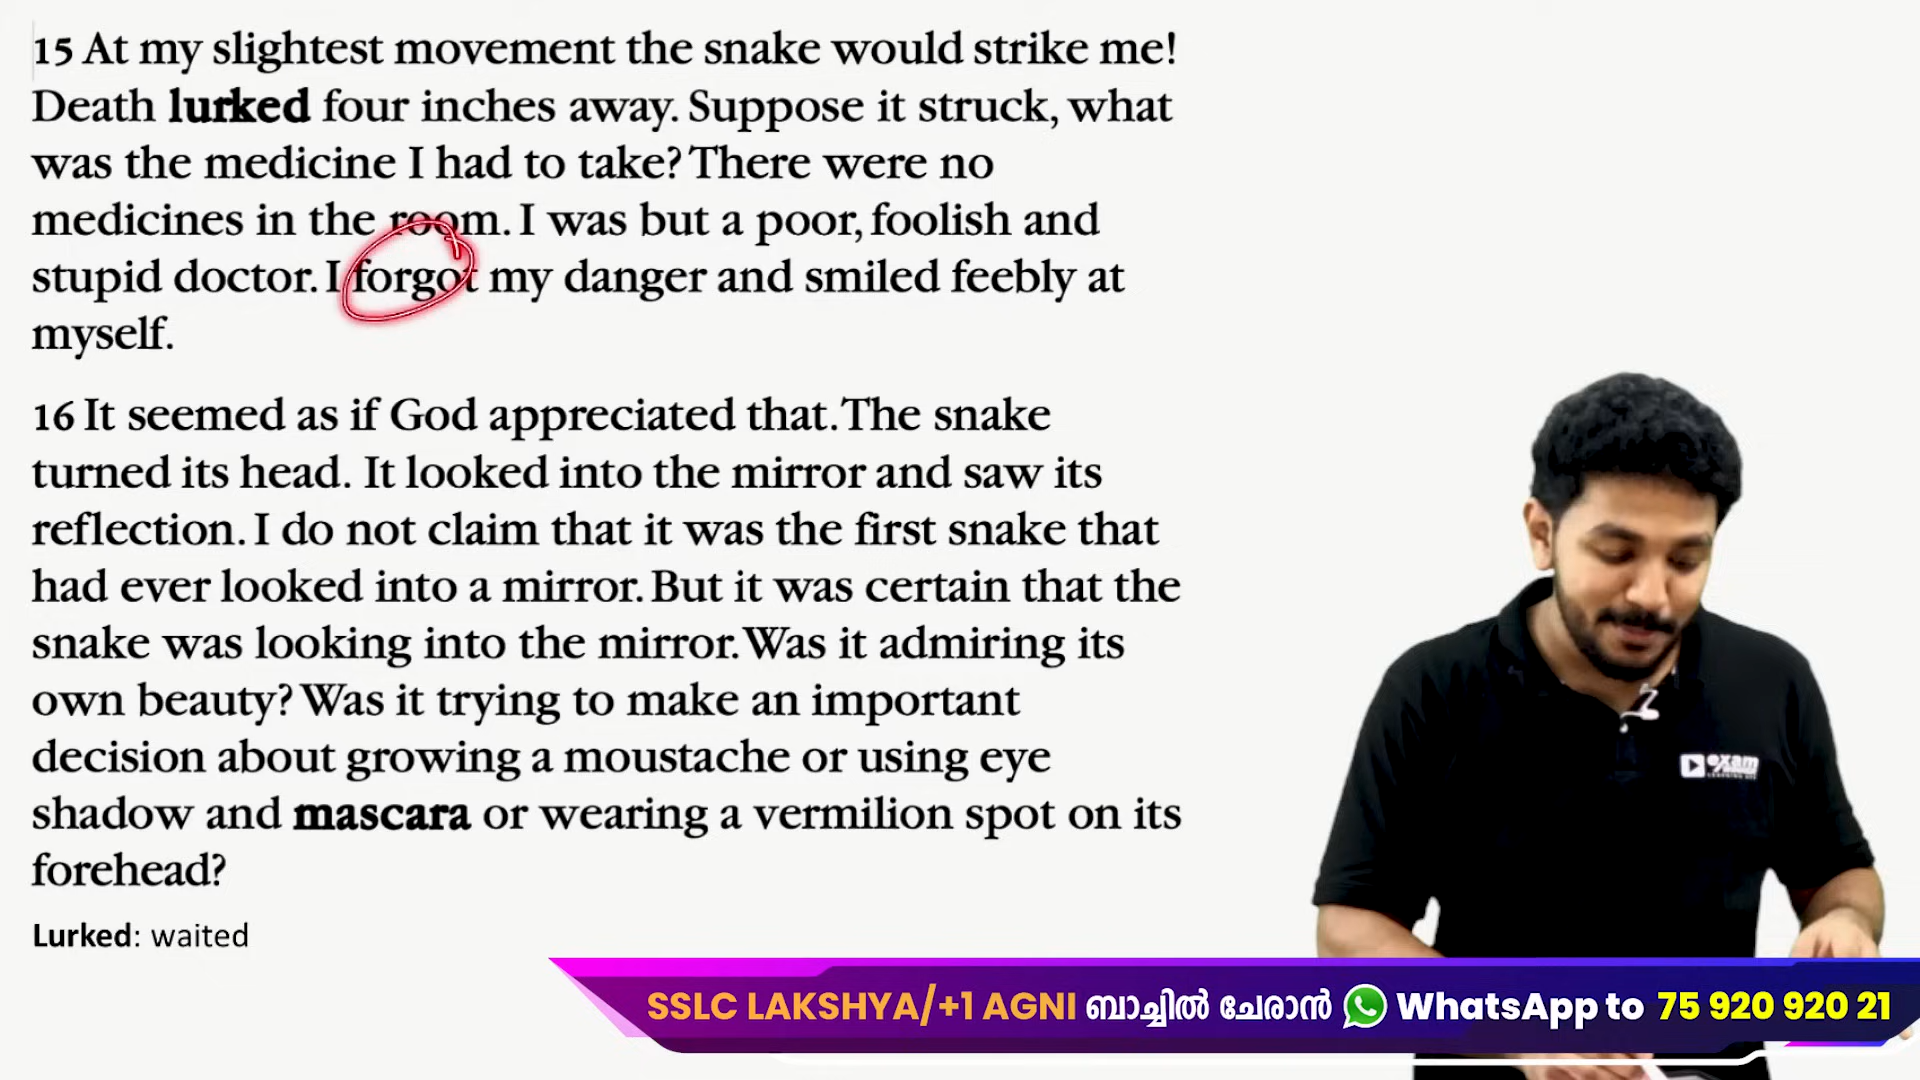 15 At my slightest movement the snake would strike me!
Death lurked four inches away. Suppose it struck, what
was the medicine I had to take? There were no
medicines in the room. I was but a poor, foolish and
stupid doctor. I forgot my danger and smiled feebly at
myself.
16 It seemed as if God appreciated that. The snake
turned its head. It looked into the mirror and saw its
reflection. I do not claim that it was the first snake that
had ever looked into a mirror. But it was certain that the
snake was looking into the mirror. Was it admiring its
own beauty? Was it trying to make an important
decision about growing a moustache or using eye
shadow and mascara or wearing a vermilion spot on its
forehead?
Lurked: waited
exam
SSLC LAKSHYA/+1 AGNI ബാച്ചിൽ ചേരാൻ WhatsApp to 75 920 920 21